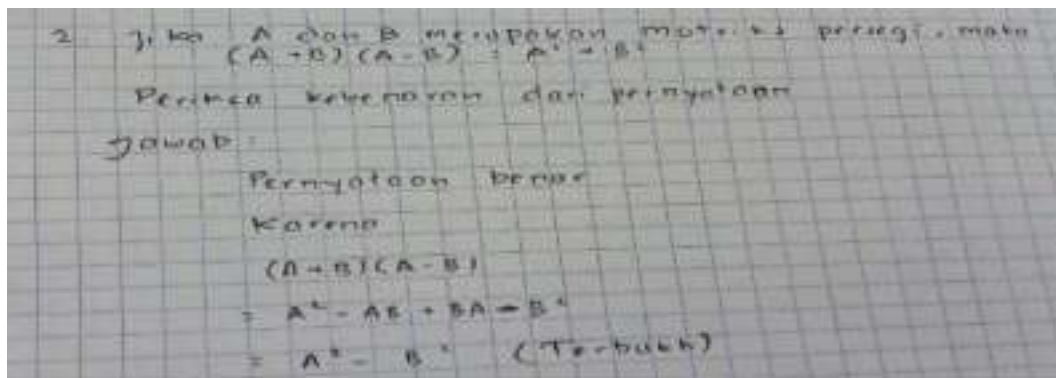 2. Jika A dan B merupakan matriks persegi, maka
(A + B) (A - B) = A² - B²
Periksa kebenaran dari pernyataan
Jawab :
Pernyataan benar
Karena
(A + B) (A - B)
= A² - AB + BA - B²
= A² - B² (Terbukti)